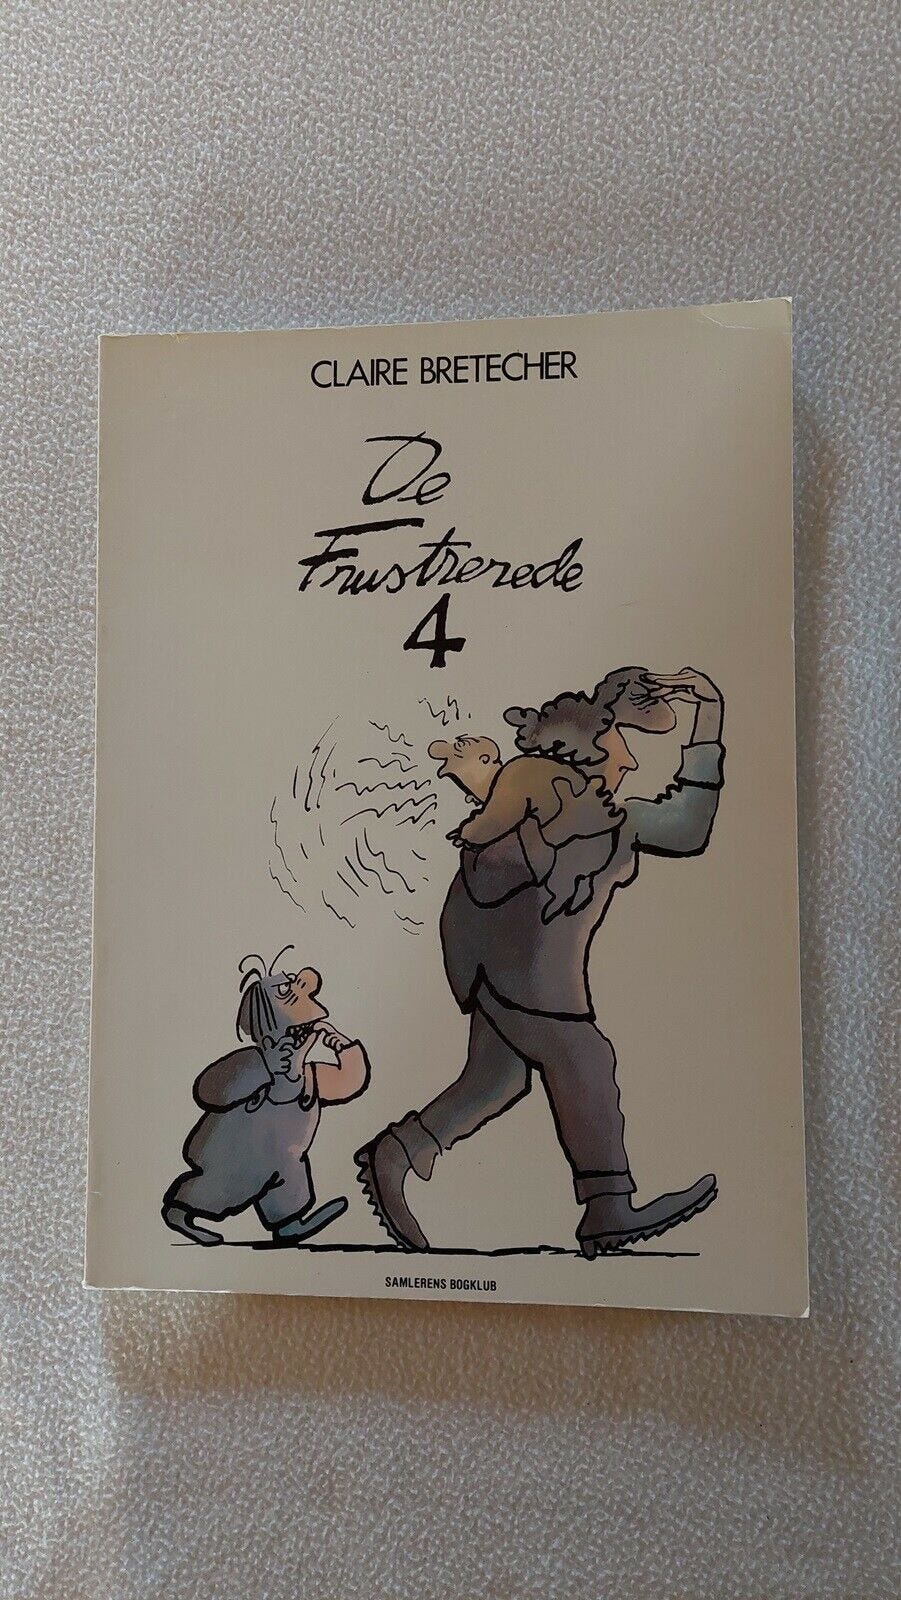 CLAIRE BRETECHER
De
Frustrerede
4
SAMLERENS BOGKLUB